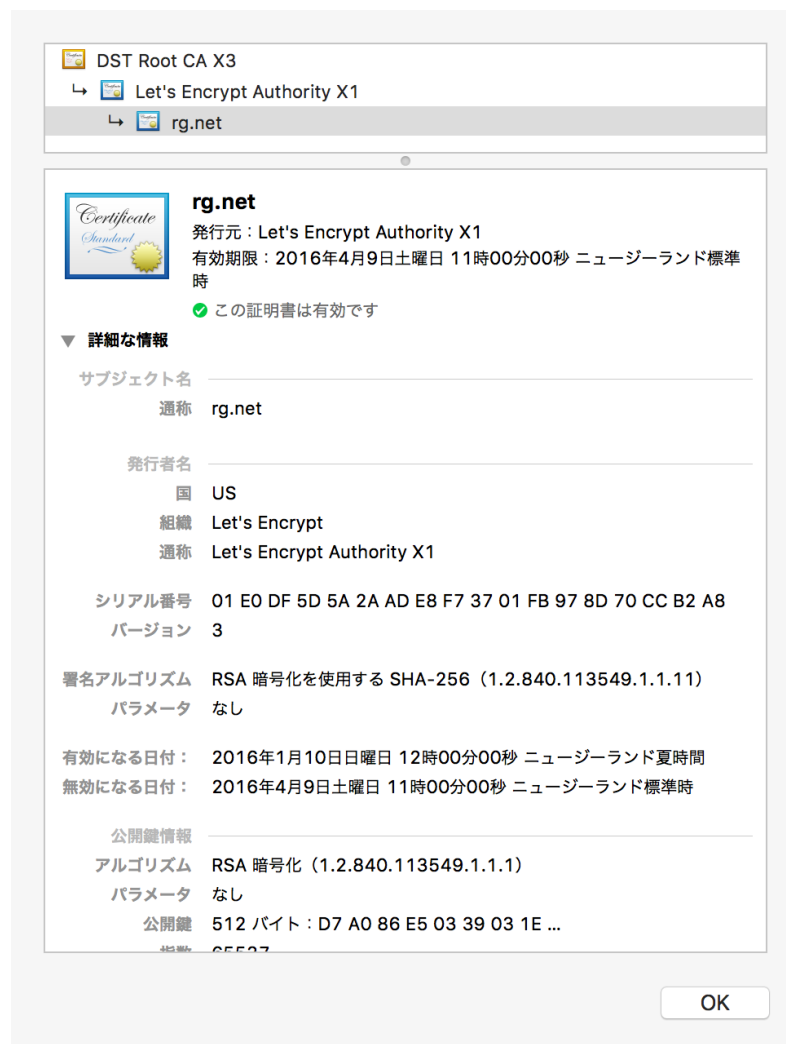 DST Root CA X3
↳ Let's Encrypt Authority X1
↳ rg.net
Certificate
Standard
rg.net
発行元：Let's Encrypt Authority X1
有効期限：2016年4月9日土曜日 11時00分00秒 ニュージーランド標準
時
この証明書は有効です
▼ 詳細な情報
サブジェクト名
通称 rg.net
発行者名
国 US
組織 Let's Encrypt
通称 Let's Encrypt Authority X1
シリアル番号 01 E0 DF 5D 5A 2A AD E8 F7 37 01 FB 97 8D 70 CC B2 A8
バージョン 3
署名アルゴリズム RSA 暗号化を使用する SHA-256（1.2.840.113549.1.1.11）
パラメータ なし
有効になる日付： 2016年1月10日日曜日 12時00分00秒 ニュージーランド夏時間
無効になる日付： 2016年4月9日土曜日 11時00分00秒 ニュージーランド標準時
公開鍵情報
アルゴリズム RSA 暗号化（1.2.840.113549.1.1.1）
パラメータ なし
公開鍵 512 バイト：D7 A0 86 E5 03 39 03 1E ...
指数 65537
OK